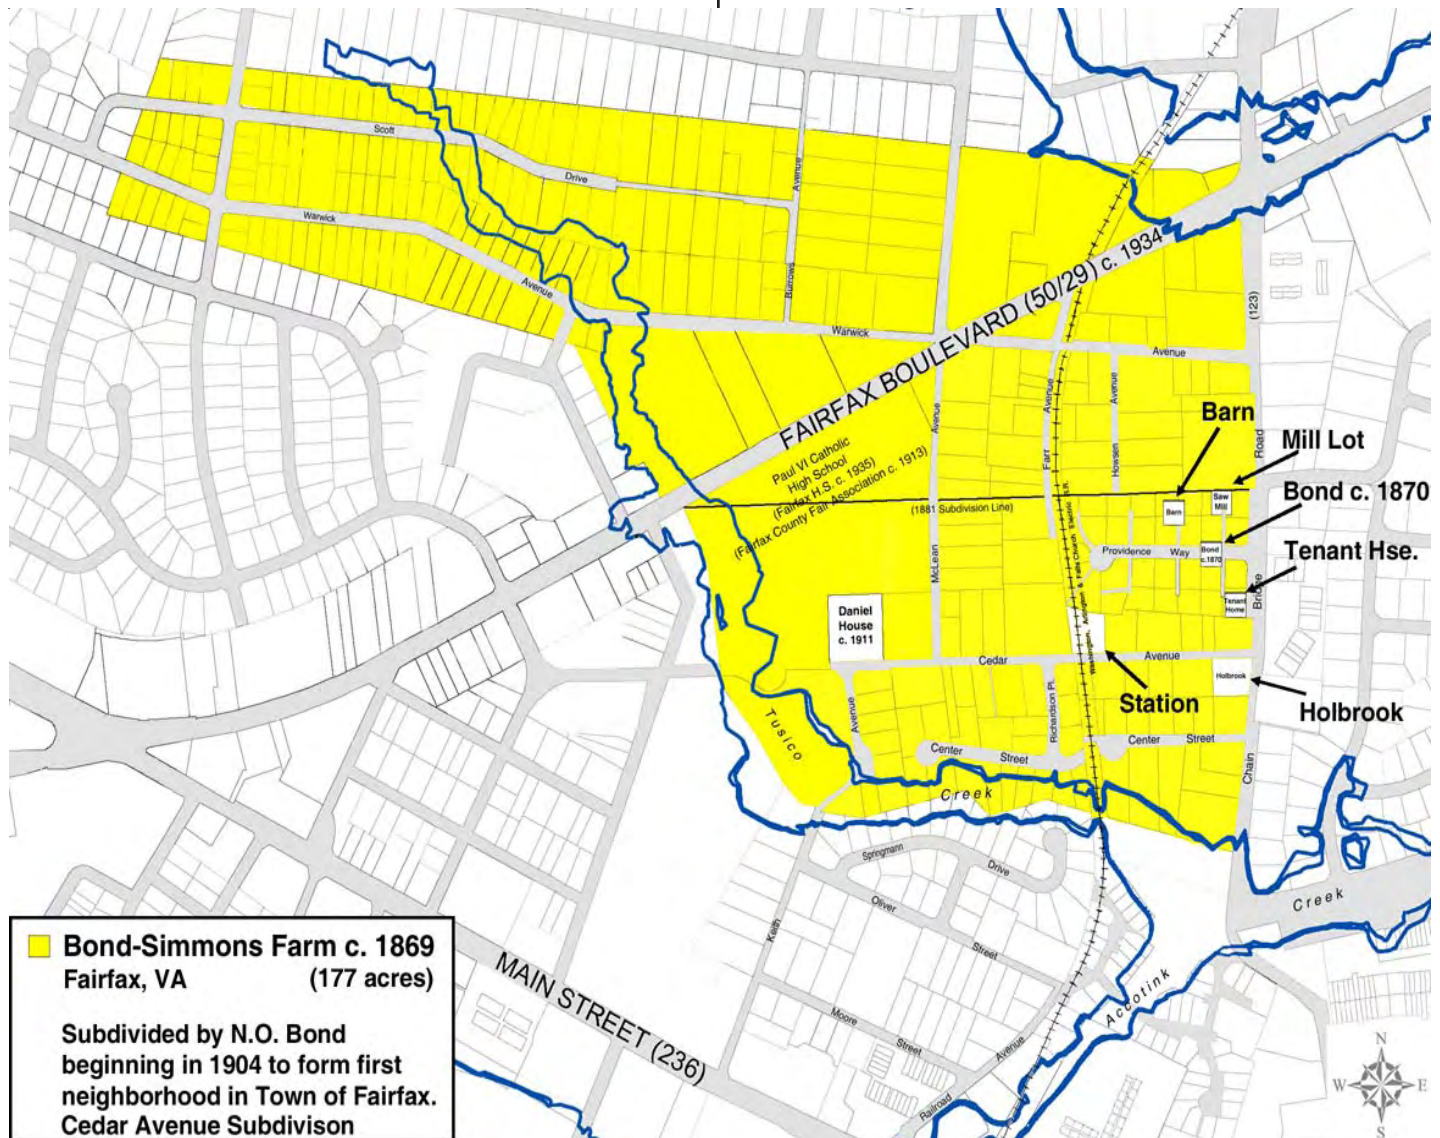 Scott
Drive
Avenue
Burrows
Warwick
Avenue
FAIRFAX BOULEVARD (50/29) c. 1934
(123)
Warwick
Avenue
Paul VI Catholic
High School
(Fairfax H.S. c. 1935)
(Fairfax County Fair Association c. 1913)
Avenue
McLean
Avenue
Farr
Avenue
Howsen
Barn
Mill Lot
Road
Bond c. 1870
Tenant Hse.
(1881 Subdivision Line)
Barn
Saw
Mill
Providence Way
Bond
c.1870
Tenant
Home
Bridge
Washington, Arlington & Falls Church Electric R.R.
Daniel
House
c. 1911
Cedar
Avenue
Station
Holbrook
Holbrook
Tusico
Avenue
Richardson Pl.
Center
Street
Center Street
Chain
Creek
Springmann
Drive
Oliver
Street
Keith
Creek
Accotink
Moore
Street
Avenue
Railroad
MAIN STREET (236)
Bond-Simmons Farm c. 1869
Fairfax, VA (177 acres)
Subdivided by N.O. Bond
beginning in 1904 to form first
neighborhood in Town of Fairfax.
Cedar Avenue Subdivison
N
W
E
S